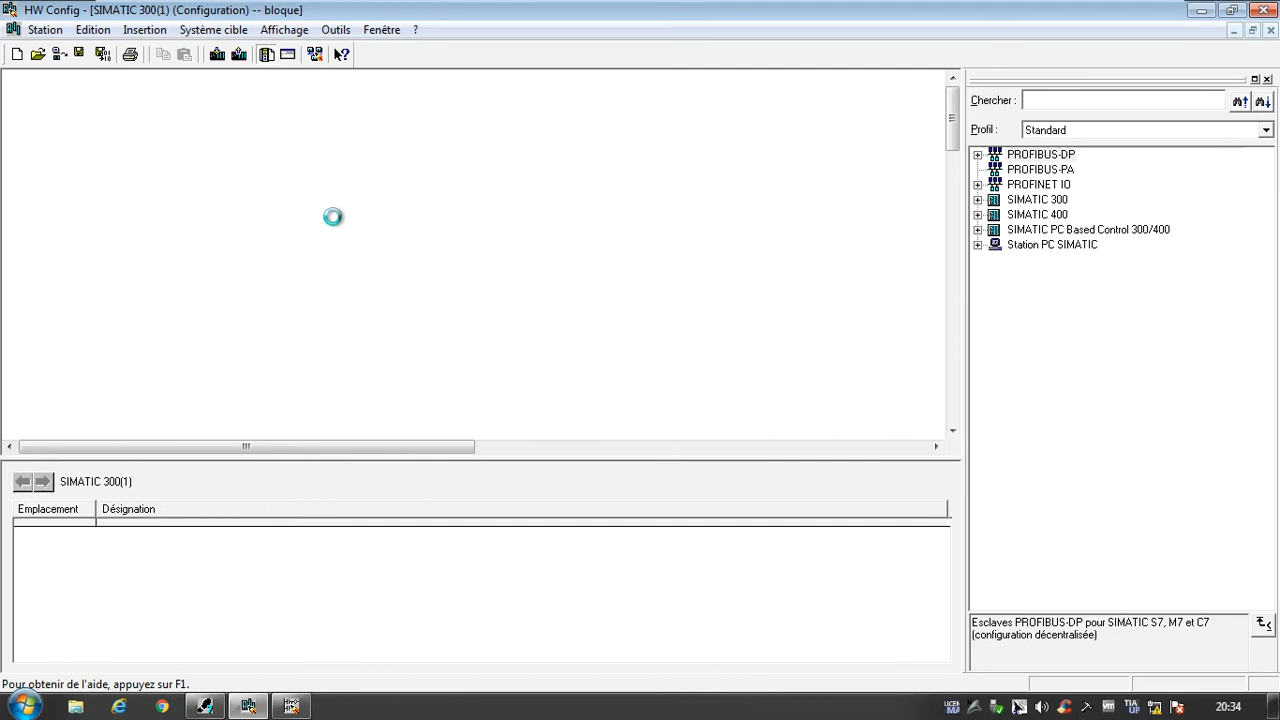 HW Config - [SIMATIC 300(1) (Configuration) -- bloque]
Station Edition Insertion Système cible Affichage Outils Fenêtre ?
Chercher :
Profil : Standard
PROFIBUS-DP
PROFIBUS-PA
PROFINET IO
SIMATIC 300
SIMATIC 400
SIMATIC PC Based Control 300/400
Station PC SIMATIC
SIMATIC 300(1)
Emplacement Désignation
Esclaves PROFIBUS-DP pour SIMATIC S7, M7 et C7
(configuration décentralisée)
Pour obtenir de l'aide, appuyez sur F1.
20:34